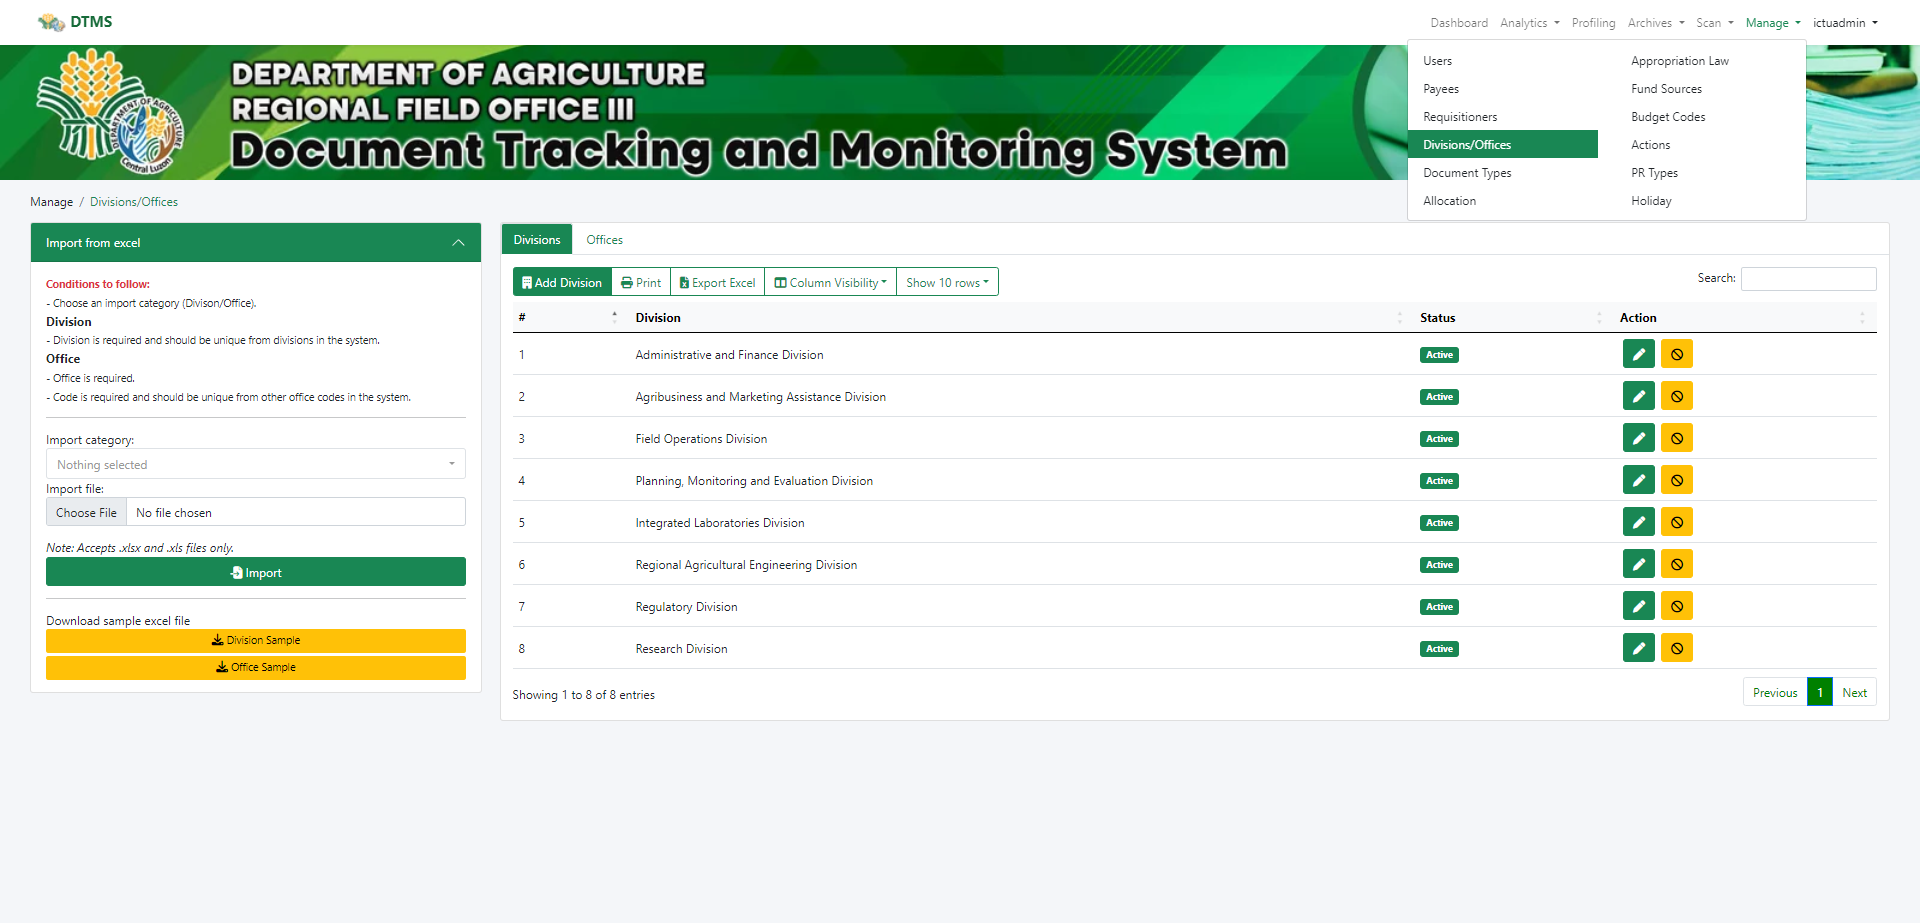 DTMS
Dashboard
Analytics
Profiling
Archives
Scan
Manage
ictuadmin
DEPARTMENT OF AGRICULTURE
REGIONAL FIELD OFFICE III
Document Tracking and Monitoring System
DEPARTMENT OF AGRICULTURE
Central Luzon
Users
Payees
Requisitioners
Divisions/Offices
Document Types
Allocation
Appropriation Law
Fund Sources
Budget Codes
Actions
PR Types
Holiday
Manage / Divisions/Offices
Import from excel
Conditions to follow:
- Choose an import category (Divison/Office).
Division
- Division is required and should be unique from divisions in the system.
Office
- Office is required.
- Code is required and should be unique from other office codes in the system.
Import category:
Nothing selected
Import file:
Choose File No file chosen
Note: Accepts .xlsx and .xls files only.
Import
Download sample excel file
Division Sample
Office Sample
Divisions Offices
Add Division Print Export Excel Column Visibility Show 10 rows
Search:
# Division Status Action
1 Administrative and Finance Division Active
2 Agribusiness and Marketing Assistance Division Active
3 Field Operations Division Active
4 Planning, Monitoring and Evaluation Division Active
5 Integrated Laboratories Division Active
6 Regional Agricultural Engineering Division Active
7 Regulatory Division Active
8 Research Division Active
Showing 1 to 8 of 8 entries
Previous 1 Next